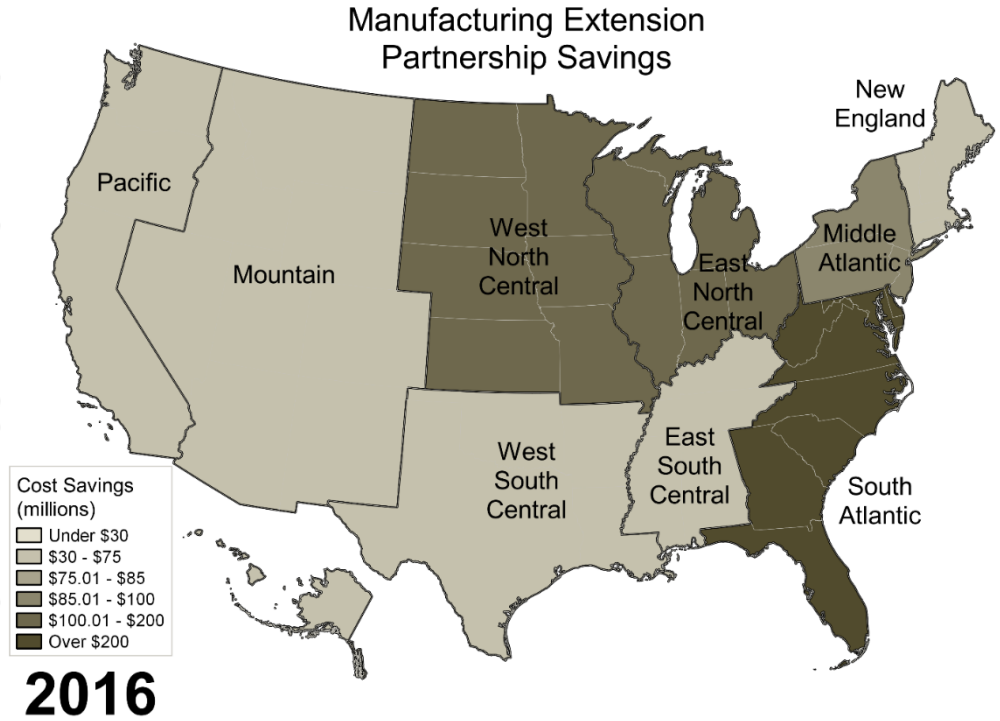 Manufacturing Extension
Partnership Savings
New
England
Pacific
Mountain
West
North
Central
East
North
Central
Middle
Atlantic
West
South
Central
East
South
Central
South
Atlantic
Cost Savings
(millions)
Under $30
$30 - $75
$75.01 - $85
$85.01 - $100
$100.01 - $200
Over $200
2016